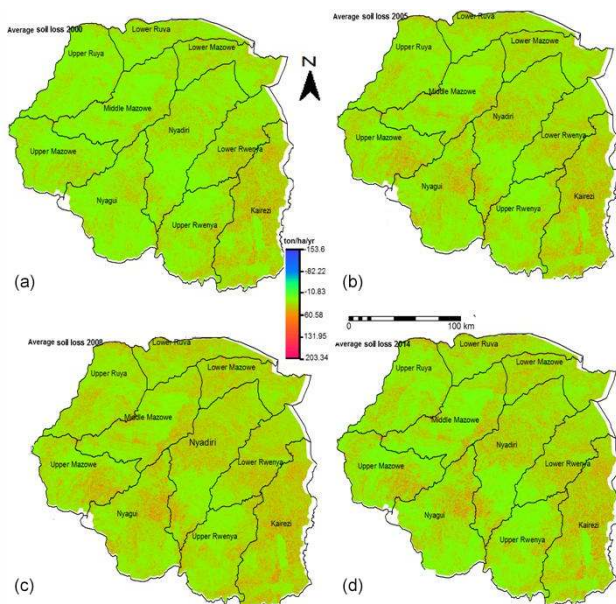 Average soil loss 2000
Lower Ruva
Upper Ruya
Lower Mazowe
Middle Mazowe
Nyadiri
Upper Mazowe
Lower Rwenya
Nyagui
Kairezi
Upper Rwenya
(a)
N
Average soil loss 2005
Lower Ruva
Upper Ruya
Lower Mazowe
Middle Mazowe
Nyadiri
Lower Rwenya
Upper Mazowe
Nyagui
Kairezi
Upper Rwenya
(b)
ton/ha/yr
-153.6
-82.22
-10.83
60.58
131.95
203.34
0 100 km
Average soil loss 2008
Lower Ruva
Upper Ruya
Lower Mazowe
Middle Mazowe
Nyadiri
Upper Mazowe
Lower Rwenya
Nyagui
Kairezi
Upper Rwenya
(c)
Average soil loss 2014
Lower Ruva
Upper Ruya
Lower Mazowe
Middle Mazowe
Nyadiri
Upper Mazowe
Lower Rwenya
Nyagui
Kairezi
Upper Rwenya
(d)